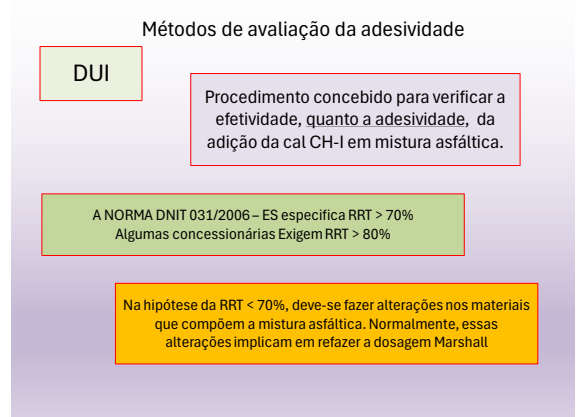 Métodos de avaliação da adesividade
DUI
Procedimento concebido para verificar a
efetividade, quanto a adesividade, da
adição da cal CH-I em mistura asfáltica.
A NORMA DNIT 031/2006 – ES especifica RRT > 70%
Algumas concessionárias Exigem RRT > 80%
Na hipótese da RRT < 70%, deve-se fazer alterações nos materiais
que compõem a mistura asfáltica. Normalmente, essas
alterações implicam em refazer a dosagem Marshall